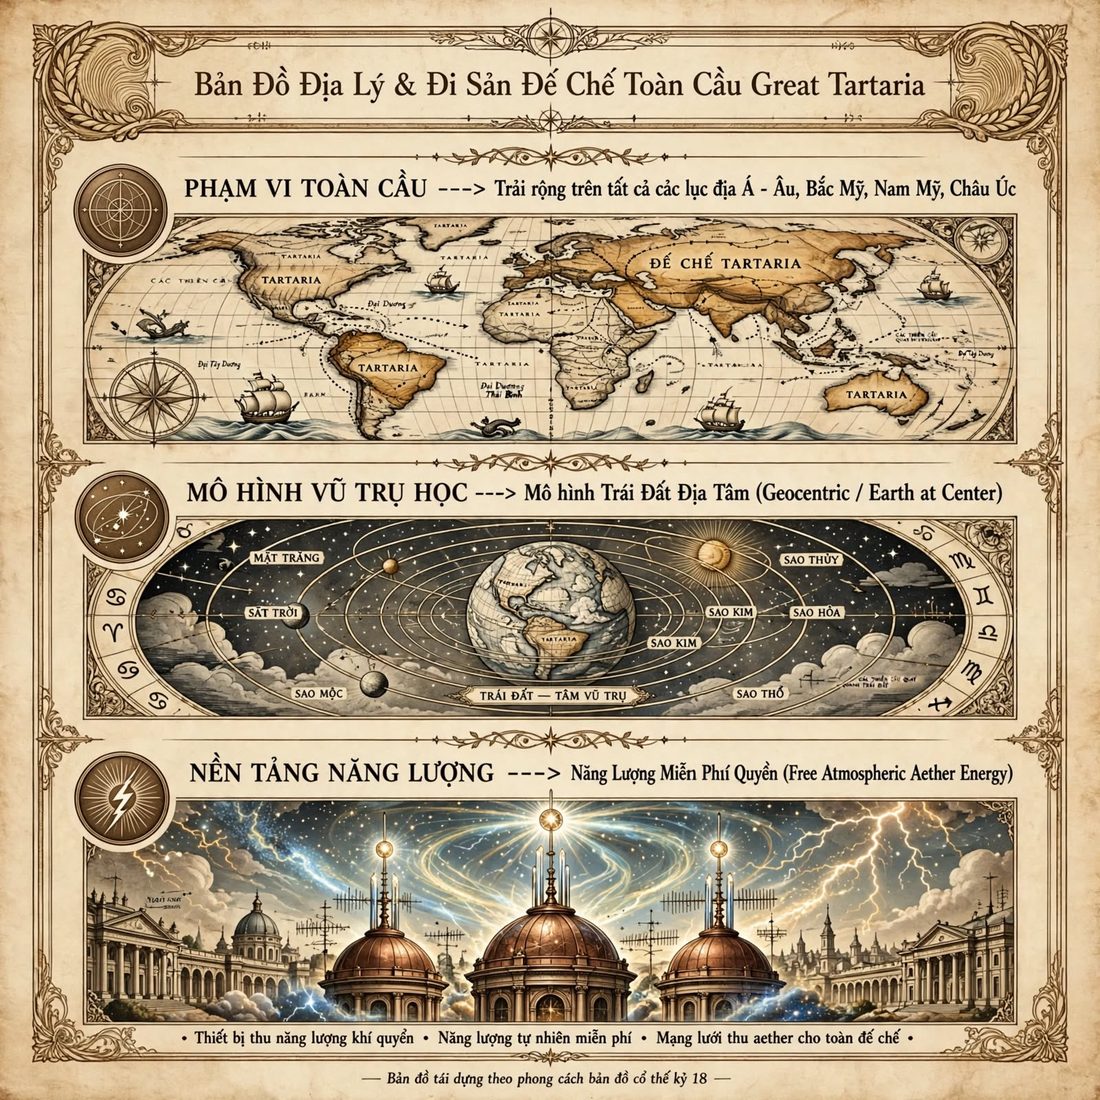 Bản Đồ Địa Lý & Đi Sản Đế Chế Toàn Cầu Great Tartaria
PHẠM VI TOÀN CẦU ---> Trải rộng trên tất cả các lục địa Á - Âu, Bắc Mỹ, Nam Mỹ, Châu Úc
TARTARIA
TARTARIA
TARTARIA
ĐẾ CHẾ TARTARIA
TARTARIA
Đại Dương
TARTARIA
TARTARIA
Đại Tây Dương
TARTARIA
TARTARIA
Đại Dương
Thái Bình
TARTARIA
TARTARIA
MÔ HÌNH VŨ TRỤ HỌC ---> Mô hình Trái Đất Địa Tâm (Geocentric / Earth at Center)
MẶT TRĂNG
SAO THỦY
SẤT TRỜI
SAO KIM
SAO HỎA
TARTARIA
SAO KIM
SAO MỘC
TRÁI ĐẤT — TÂM VŨ TRỤ
SAO THỔ
NỀN TẢNG NĂNG LƯỢNG ---> Năng Lượng Miễn Phí Quyền (Free Atmospheric Aether Energy)
• Thiết bị thu năng lượng khí quyển • Năng lượng tự nhiên miễn phí • Mạng lưới thu aether cho toàn đế chế •
— Bản đồ tái dựng theo phong cách bản đồ cổ thế kỷ 18 —